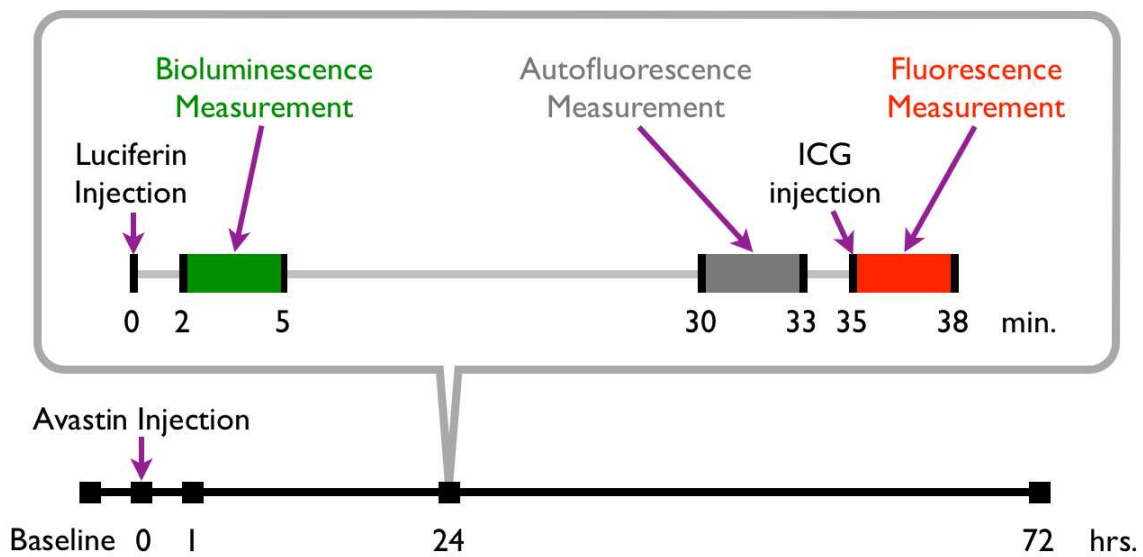 Bioluminescence
Measurement
Autofluorescence
Measurement
Fluorescence
Measurement
Luciferin
Injection
ICG
injection
0 2 5 30 33 35 38 min.
Avastin Injection
Baseline 0 1 24 72 hrs.